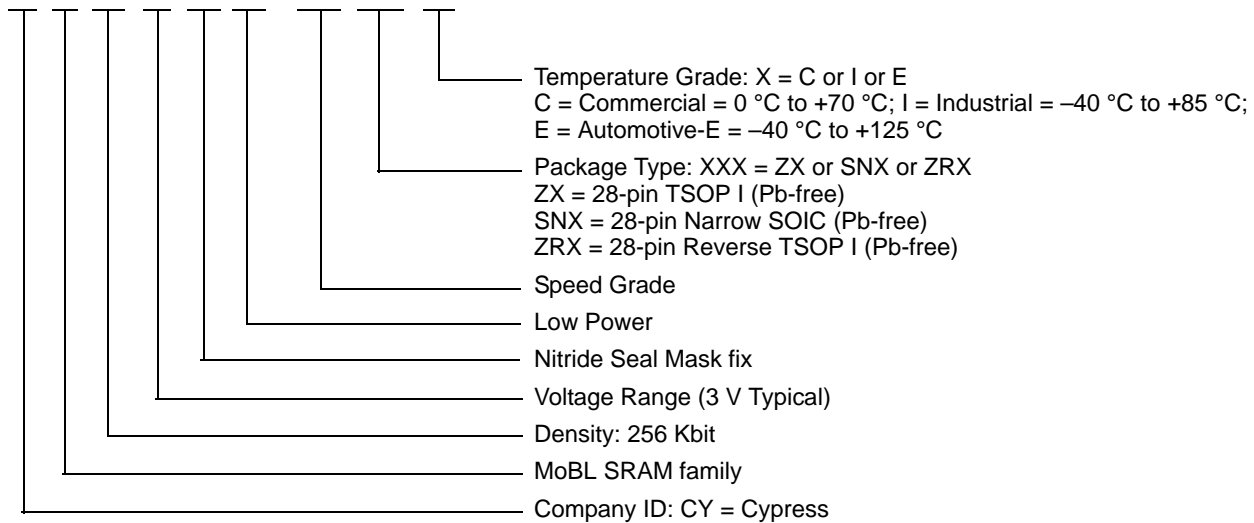 Temperature Grade: X = C or I or E
C = Commercial = 0 °C to +70 °C; I = Industrial = –40 °C to +85 °C;
E = Automotive-E = –40 °C to +125 °C
Package Type: XXX = ZX or SNX or ZRX
ZX = 28-pin TSOP I (Pb-free)
SNX = 28-pin Narrow SOIC (Pb-free)
ZRX = 28-pin Reverse TSOP I (Pb-free)
Speed Grade
Low Power
Nitride Seal Mask fix
Voltage Range (3 V Typical)
Density: 256 Kbit
MoBL SRAM family
Company ID: CY = Cypress